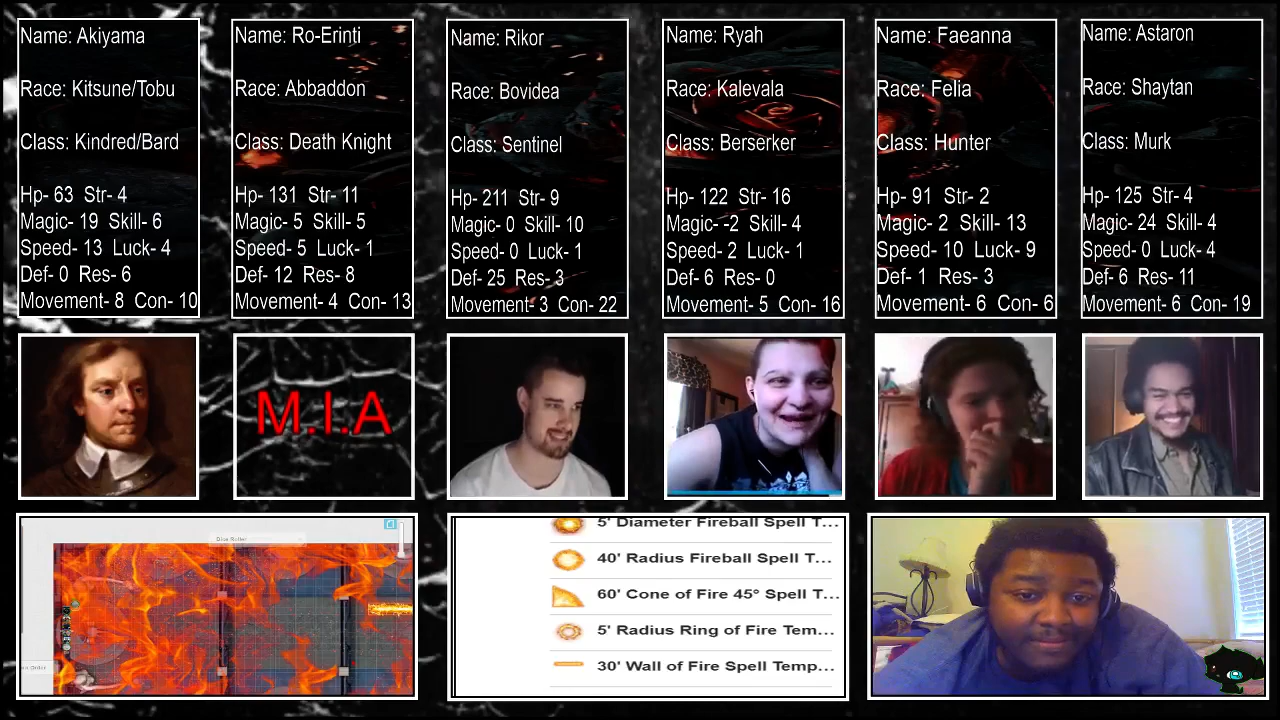 Name: Akiyama
Race: Kitsune/Tobu
Class: Kindred/Bard
Hp- 63 Str- 4
Magic- 19 Skill- 6
Speed- 13 Luck- 4
Def- 0 Res- 6
Movement- 8 Con- 10
Name: Ro-Erinti
Race: Abbaddon
Class: Death Knight
Hp- 131 Str- 11
Magic- 5 Skill- 5
Speed- 5 Luck- 1
Def- 12 Res- 8
Movement- 4 Con- 13
Name: Rikor
Race: Bovidea
Class: Sentinel
Hp- 211 Str- 9
Magic- 0 Skill- 10
Speed- 0 Luck- 1
Def- 25 Res- 3
Movement- 3 Con- 22
Name: Ryah
Race: Kalevala
Class: Berserker
Hp- 122 Str- 16
Magic- -2 Skill- 4
Speed- 2 Luck- 1
Def- 6 Res- 0
Movement- 5 Con- 16
Name: Faeanna
Race: Felia
Class: Hunter
Hp- 91 Str- 2
Magic- 2 Skill- 13
Speed- 10 Luck- 9
Def- 1 Res- 3
Movement- 6 Con- 6
Name: Astaron
Race: Shaytan
Class: Murk
Hp- 125 Str- 4
Magic- 24 Skill- 4
Speed- 0 Luck- 4
Def- 6 Res- 11
Movement- 6 Con- 19
M.I.A
Dice Roller
5' Diameter Fireball Spell T...
40' Radius Fireball Spell T...
60' Cone of Fire 45° Spell T...
5' Radius Ring of Fire Tem...
30' Wall of Fire Spell Temp...